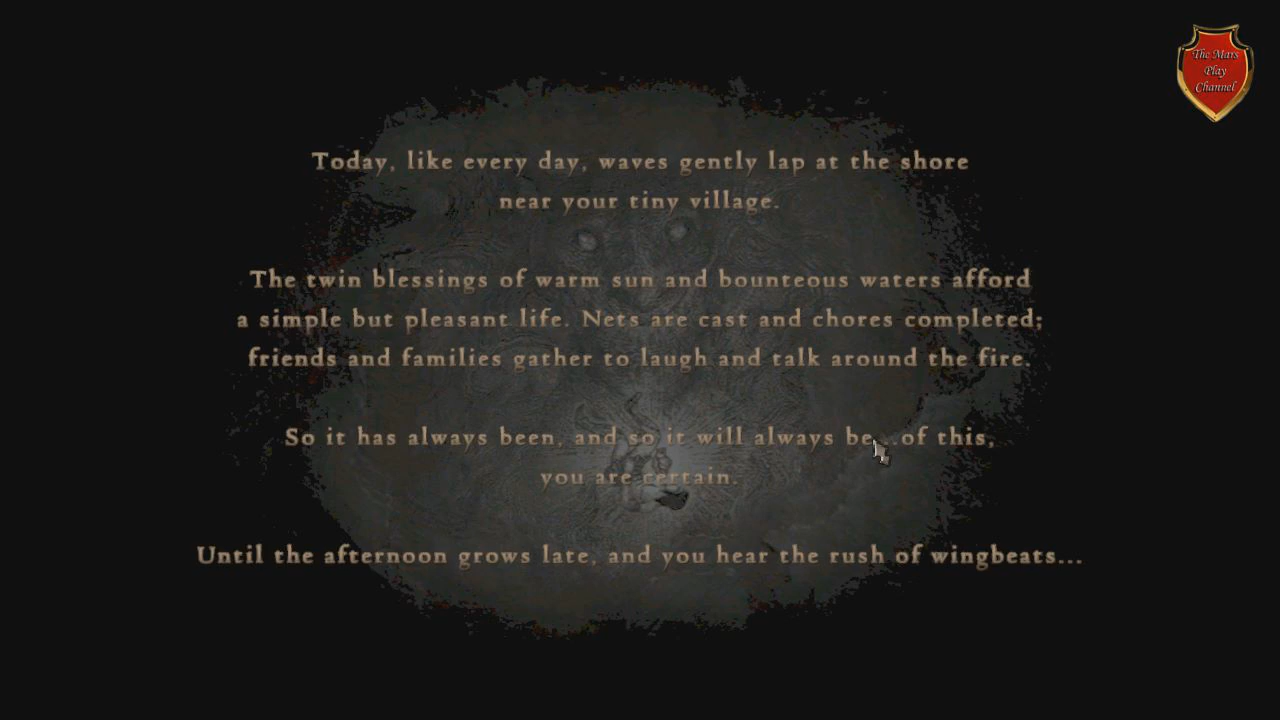 The Mars
Play
Channel
Today, like every day, waves gently lap at the shore
near your tiny village.
The twin blessings of warm sun and bounteous waters afford
a simple but pleasant life. Nets are cast and chores completed;
friends and families gather to laugh and talk around the fire.
So it has always been, and so it will always be...of this,
you are certain.
Until the afternoon grows late, and you hear the rush of wingbeats...